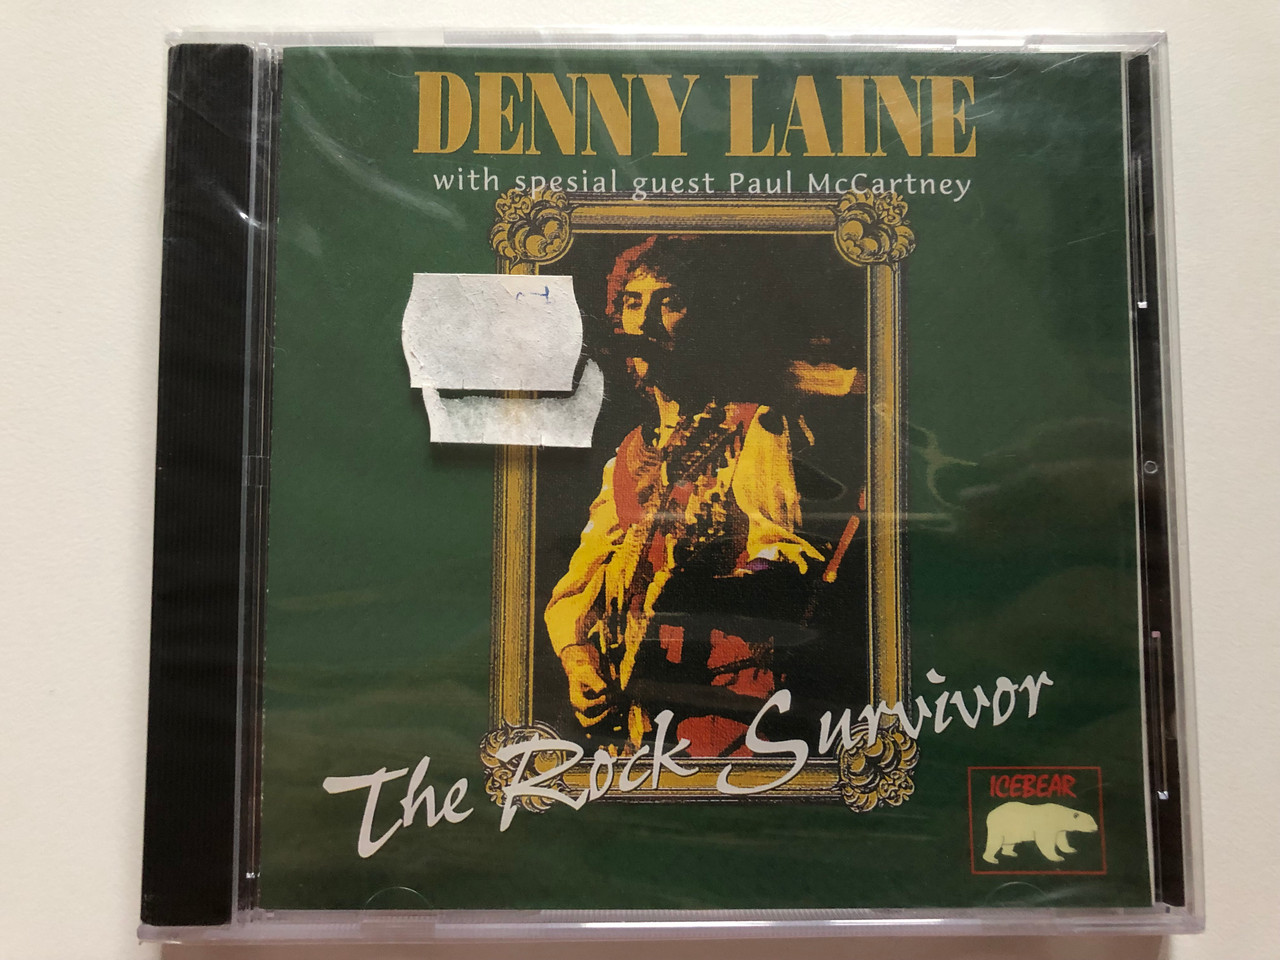 DENNY LAINE
with spesial guest Paul McCartney
The Rock Survivor
ICEBEAR